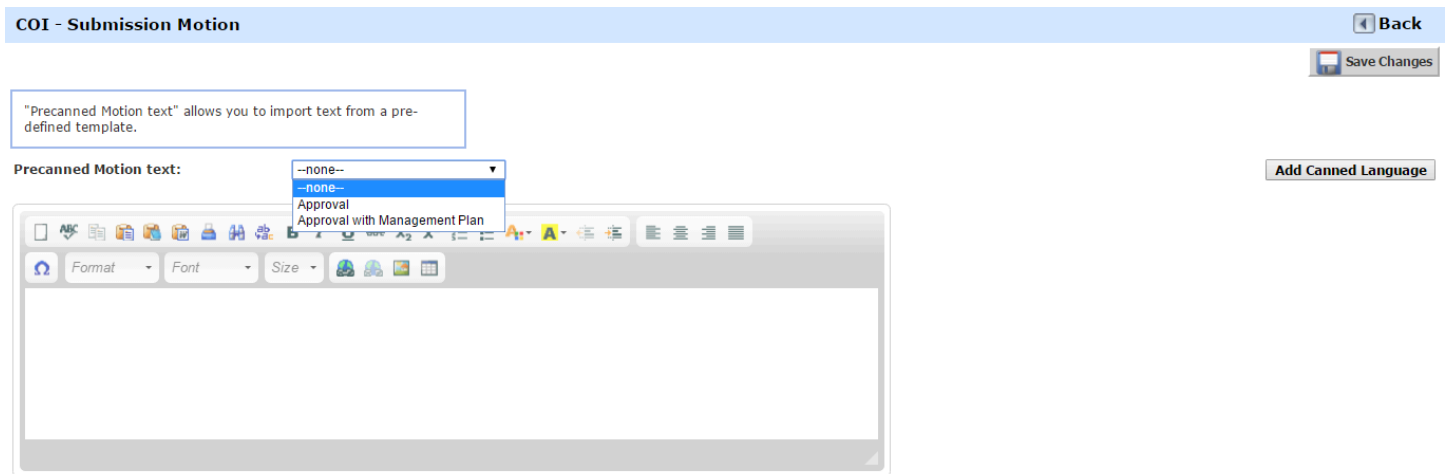 COI - Submission Motion
Back
Save Changes
"Precanned Motion text" allows you to import text from a pre-
defined template.
Precanned Motion text:
--none--
Add Canned Language
--none--
Approval
Approval with Management Plan
Format
Font
Size